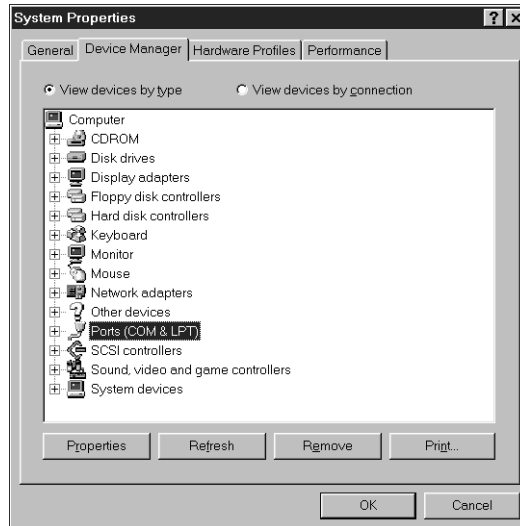 System Properties
General Device Manager Hardware Profiles Performance
View devices by type View devices by connection
Computer
CDROM
Disk drives
Display adapters
Floppy disk controllers
Hard disk controllers
Keyboard
Monitor
Mouse
Network adapters
Other devices
Ports (COM & LPT)
SCSI controllers
Sound, video and game controllers
System devices
Properties Refresh Remove Print...
OK Cancel